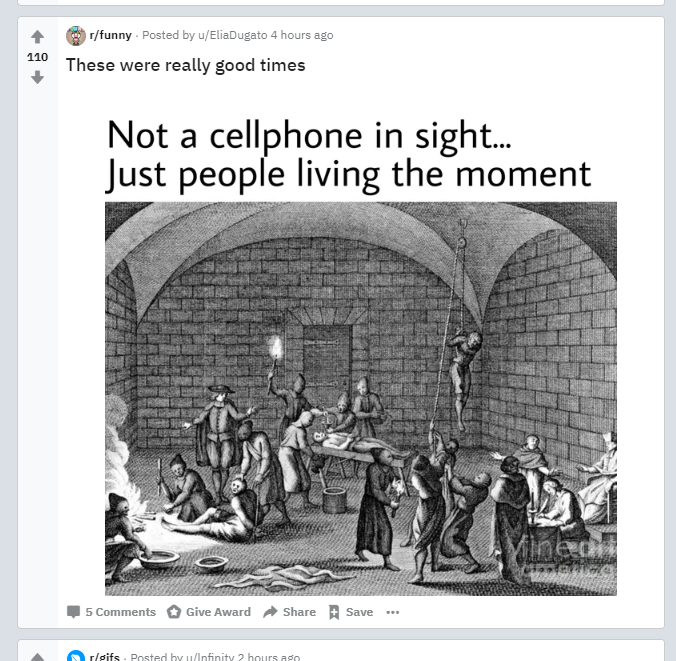 r/funny · Posted by u/EliaDugato 4 hours ago
110
These were really good times
Not a cellphone in sight...
Just people living the moment
fineart
5 Comments Give Award Share Save ···
r/gifs · Posted by u/Infinity 2 hours ago